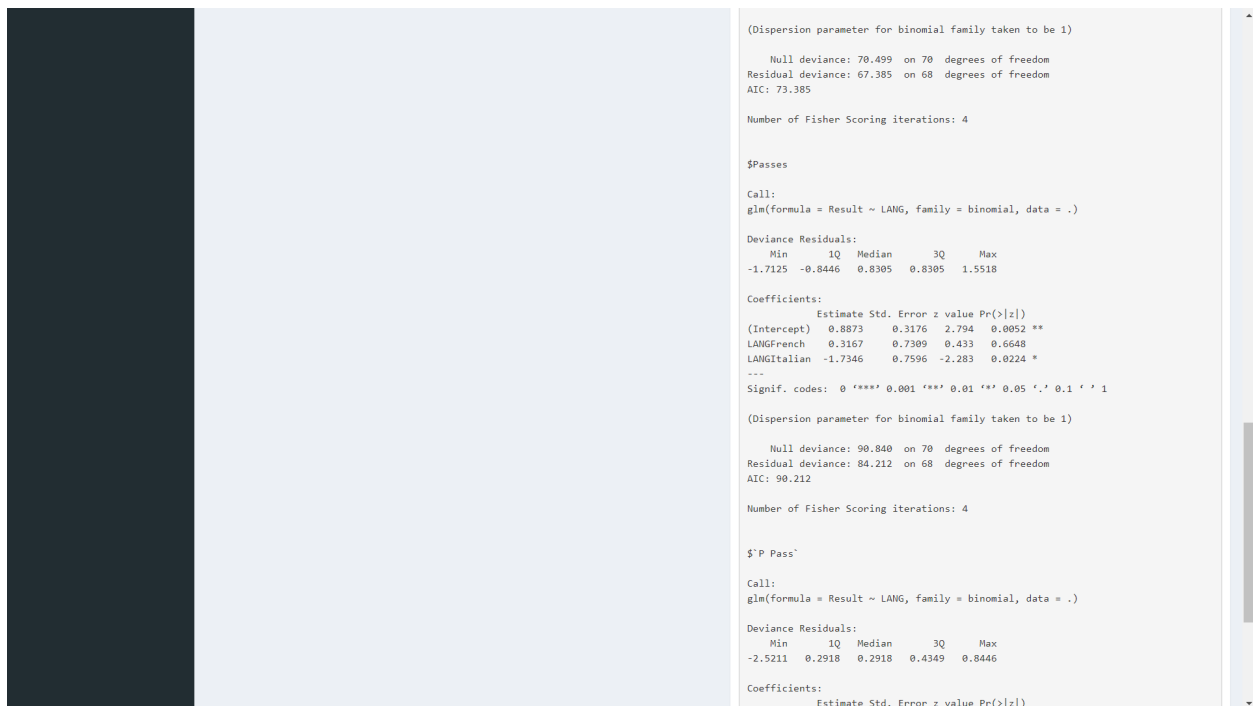 (Dispersion parameter for binomial family taken to be 1)
    Null deviance: 70.499  on 70  degrees of freedom
Residual deviance: 67.385  on 68  degrees of freedom
AIC: 73.385
Number of Fisher Scoring iterations: 4
$Passes
Call:
glm(formula = Result ~ LANG, family = binomial, data = .)
Deviance Residuals:
    Min       1Q   Median       3Q      Max
-1.7125  -0.8446   0.8305   0.8305   1.5518
Coefficients:
            Estimate Std. Error z value Pr(>|z|)
(Intercept)   0.8873     0.3176   2.794   0.0052 **
LANGFrench    0.3167     0.7309   0.433   0.6648
LANGItalian  -1.7346     0.7596  -2.283   0.0224 *
---
Signif. codes:  0 ‘***’ 0.001 ‘**’ 0.01 ‘*’ 0.05 ‘.’ 0.1 ‘ ’ 1
(Dispersion parameter for binomial family taken to be 1)
    Null deviance: 90.840  on 70  degrees of freedom
Residual deviance: 84.212  on 68  degrees of freedom
AIC: 90.212
Number of Fisher Scoring iterations: 4
$`P Pass`
Call:
glm(formula = Result ~ LANG, family = binomial, data = .)
Deviance Residuals:
    Min       1Q   Median       3Q      Max
-2.5211   0.2918   0.2918   0.4349   0.8446
Coefficients:
            Estimate Std. Error z value Pr(>|z|)